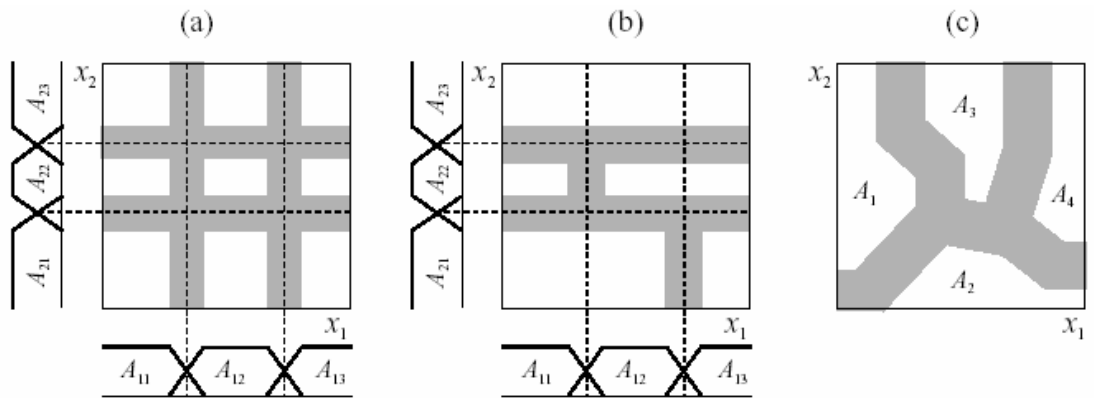 (a) (b) (c)
x₂ x₂ x₂
A₂₃ A₂₃ A₃
A₂₂ A₂₂ A₁ A₄
A₂₁ A₂₁ A₂
x₁ x₁ x₁
A₁₁ A₁₂ A₁₃ A₁₁ A₁₂ A₁₃